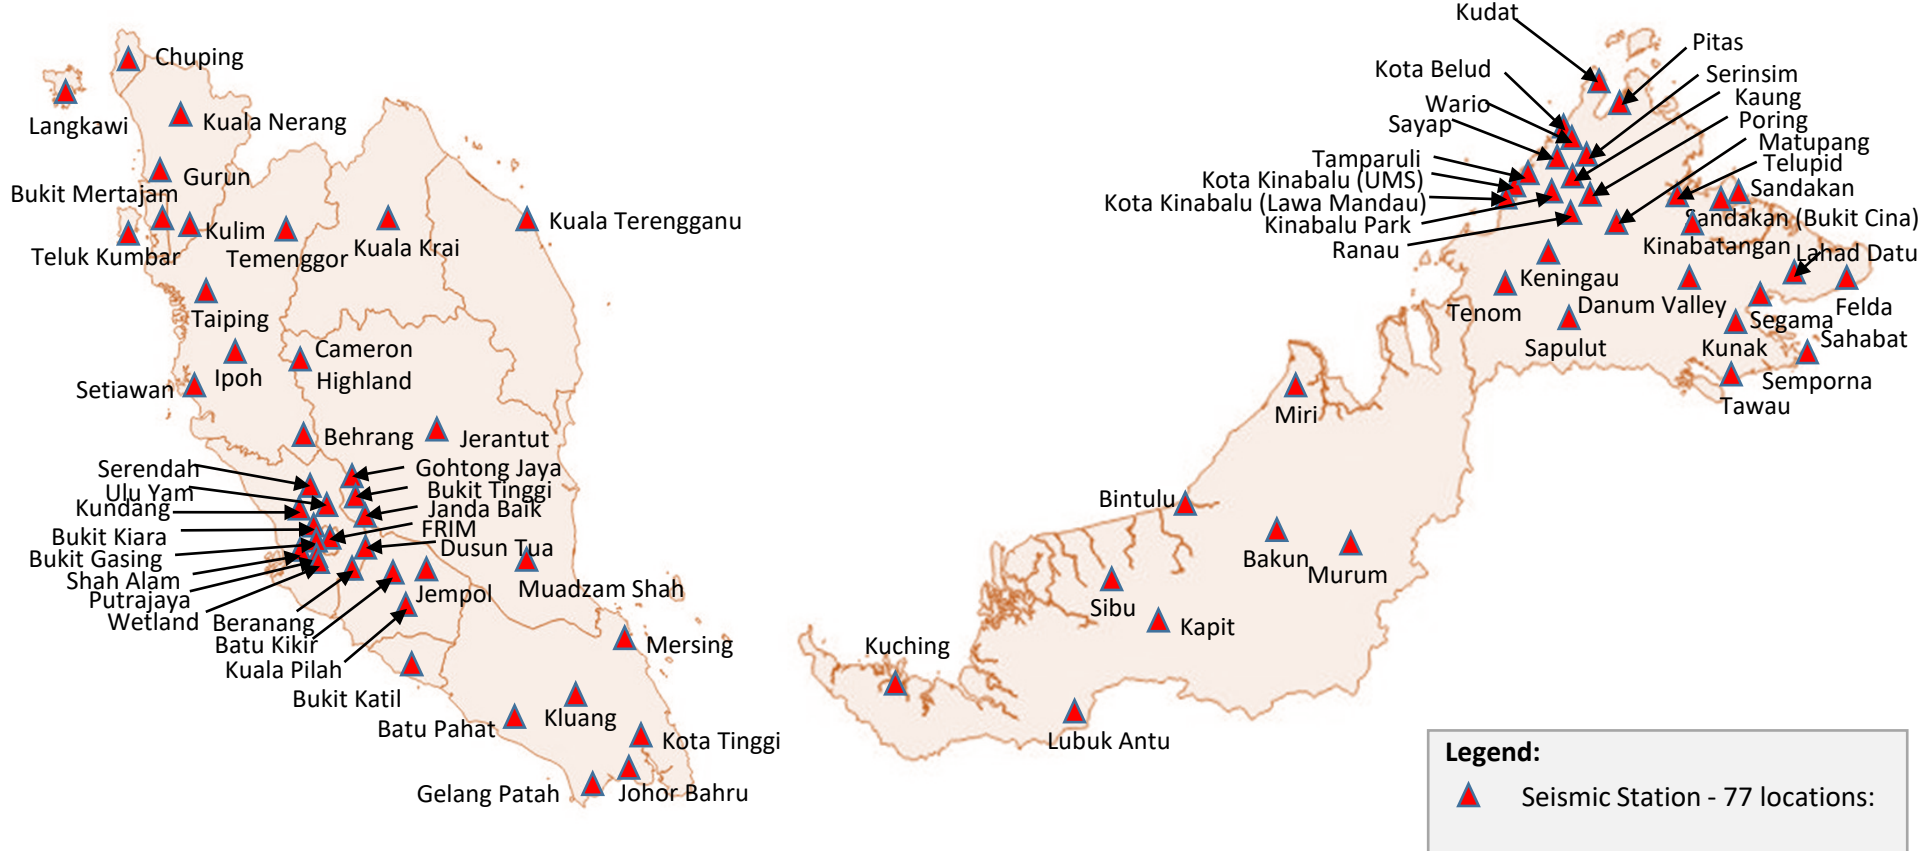 Chuping
Langkawi
Kuala Nerang
Gurun
Bukit Mertajam
Kulim
Teluk Kumbar
Temenggor
Kuala Krai
Kuala Terengganu
Taiping
Ipoh
Setiawan
Cameron
Highland
Behrang
Jerantut
Serendah
Ulu Yam
Kundang
Bukit Kiara
Bukit Gasing
Shah Alam
Putrajaya
Wetland
Gohtong Jaya
Bukit Tinggi
Janda Baik
FRIM
Dusun Tua
Beranang
Batu Kikir
Kuala Pilah
Jempol
Muadzam Shah
Mersing
Bukit Katil
Batu Pahat
Kluang
Kota Tinggi
Gelang Patah
Johor Bahru
Kudat
Pitas
Kota Belud
Serinsim
Wario
Kaung
Sayap
Poring
Matupang
Tamparuli
Telupid
Kota Kinabalu (UMS)
Sandakan
Kota Kinabalu (Lawa Mandau)
Sandakan (Bukit Cina)
Kinabalu Park
Ranau
Kinabatangan
Lahad Datu
Keningau
Tenom
Danum Valley
Felda
Sahabat
Segama
Sapulut
Kunak
Semporna
Tawau
Miri
Bintulu
Bakun
Murum
Sibu
Kapit
Kuching
Lubuk Antu
Legend:
Seismic Station - 77 locations: